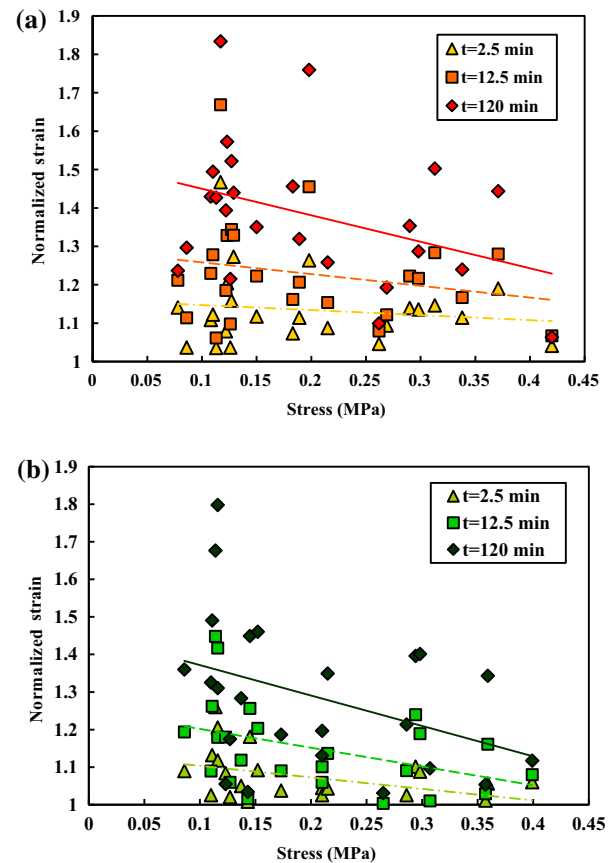 (a)
1.9
1.8
1.7
1.6
1.5
1.4
1.3
1.2
1.1
1
Normalized strain
t=2.5 min
t=12.5 min
t=120 min
0 0.05 0.1 0.15 0.2 0.25 0.3 0.35 0.4 0.45
Stress (MPa)
(b)
1.9
1.8
1.7
1.6
1.5
1.4
1.3
1.2
1.1
1
Normalized strain
t=2.5 min
t=12.5 min
t=120 min
0 0.05 0.1 0.15 0.2 0.25 0.3 0.35 0.4 0.45
Stress (MPa)